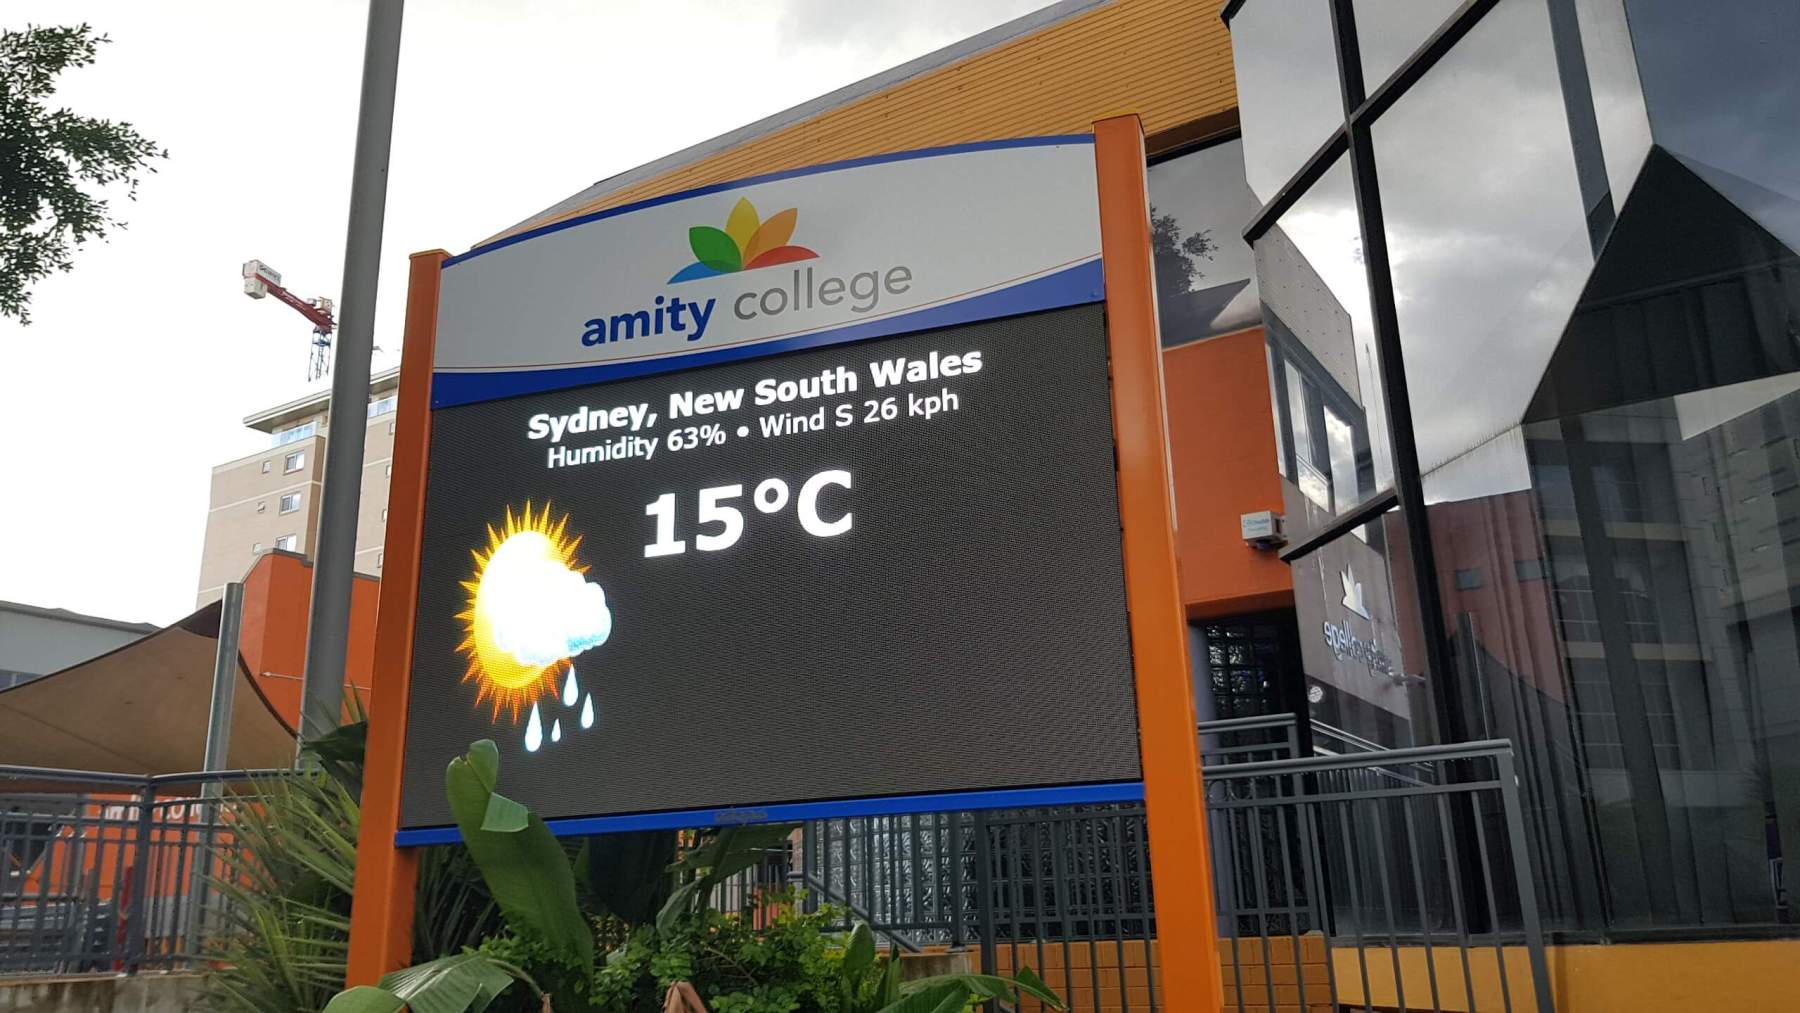 amity college
Sydney, New South Wales
Humidity 63% • Wind S 26 kph
15°C